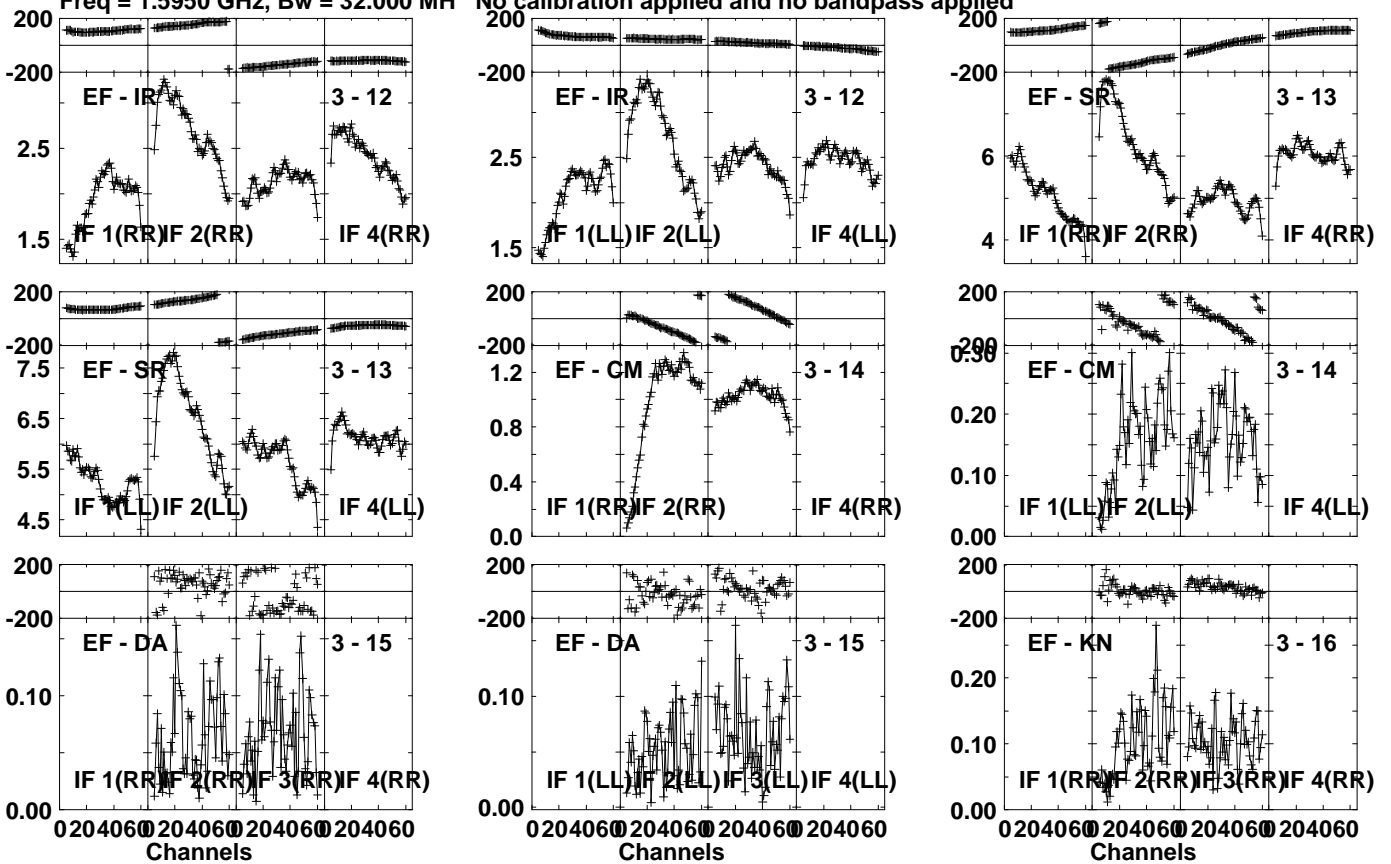 Freq = 1.5950 GHz, Bw = 32.000 MH No calibration applied and no bandpass applied
200
-200
EF - IR
3 - 12
2.5
1.5
IF 1(RR)
IF 2(RR)
IF 4(RR)
200
-200
EF - IR
3 - 12
2.5
1.5
IF 1(LL)
IF 2(LL)
IF 4(LL)
200
-200
EF - SR
3 - 13
6
4
IF 1(RR)
IF 2(RR)
IF 4(RR)
200
-200
EF - SR
3 - 13
7.5
6.5
5.5
4.5
IF 1(LL)
IF 2(LL)
IF 4(LL)
200
-200
EF - CM
3 - 14
1.2
0.8
0.4
0.0
IF 1(RR)
IF 2(RR)
IF 4(RR)
200
-200
0.30
EF - CM
3 - 14
0.20
0.10
0.00
IF 1(LL)
IF 2(LL)
IF 4(LL)
200
-200
EF - DA
3 - 15
0.10
0.00
IF 1(RR)
IF 2(RR)
IF 3(RR)
IF 4(RR)
0 20 40 60 0 20 40 60 0 20 40 60 0 20 40 60
Channels
200
-200
EF - DA
3 - 15
0.10
0.00
IF 1(LL)
IF 2(LL)
IF 3(LL)
IF 4(LL)
0 20 40 60 0 20 40 60 0 20 40 60 0 20 40 60
Channels
200
-200
EF - KN
3 - 16
0.20
0.10
0.00
IF 1(RR)
IF 2(RR)
IF 3(RR)
IF 4(RR)
0 20 40 60 0 20 40 60 0 20 40 60 0 20 40 60
Channels